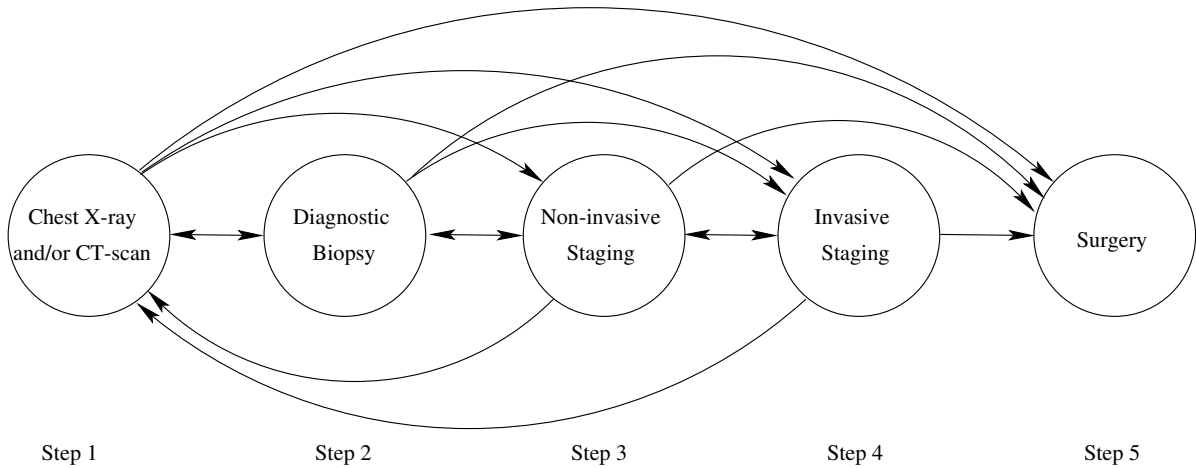 Chest X-ray
and/or CT-scan
Diagnostic
Biopsy
Non-invasive
Staging
Invasive
Staging
Surgery
Step 1
Step 2
Step 3
Step 4
Step 5